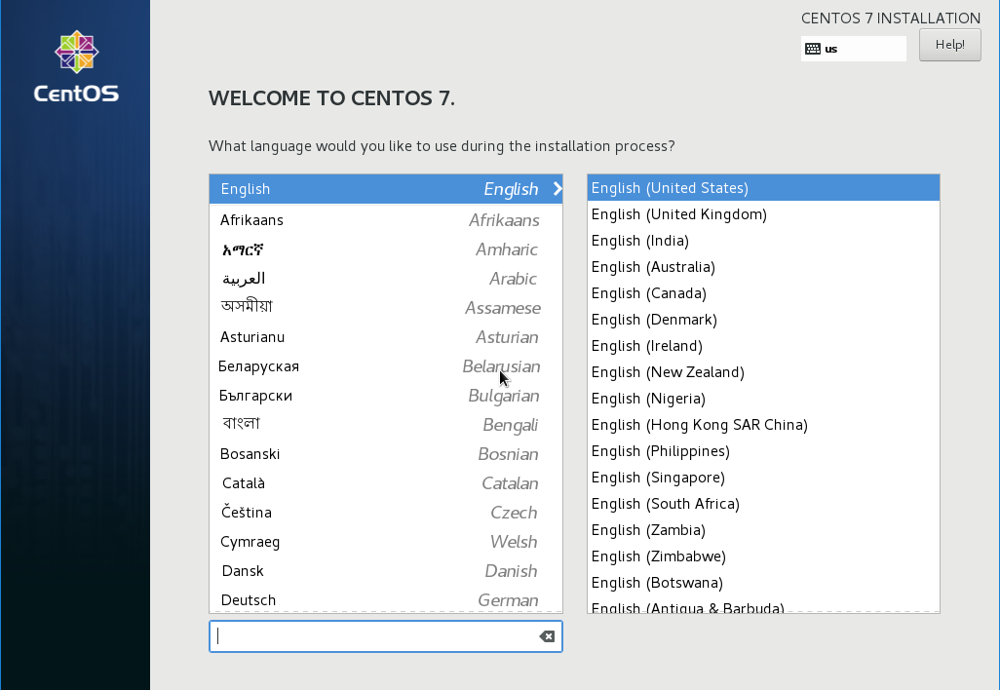 CentOS
CENTOS 7 INSTALLATION
us
Help!
WELCOME TO CENTOS 7.
What language would you like to use during the installation process?
English English
Afrikaans Afrikaans
አማርኛ Amharic
العربية Arabic
অসমীয়া Assamese
Asturianu Asturian
Беларуская Belarusian
Български Bulgarian
বাংলা Bengali
Bosanski Bosnian
Català Catalan
Čeština Czech
Cymraeg Welsh
Dansk Danish
Deutsch German
English (United States)
English (United Kingdom)
English (India)
English (Australia)
English (Canada)
English (Denmark)
English (Ireland)
English (New Zealand)
English (Nigeria)
English (Hong Kong SAR China)
English (Philippines)
English (Singapore)
English (South Africa)
English (Zambia)
English (Zimbabwe)
English (Botswana)
English (Antigua & Barbuda)